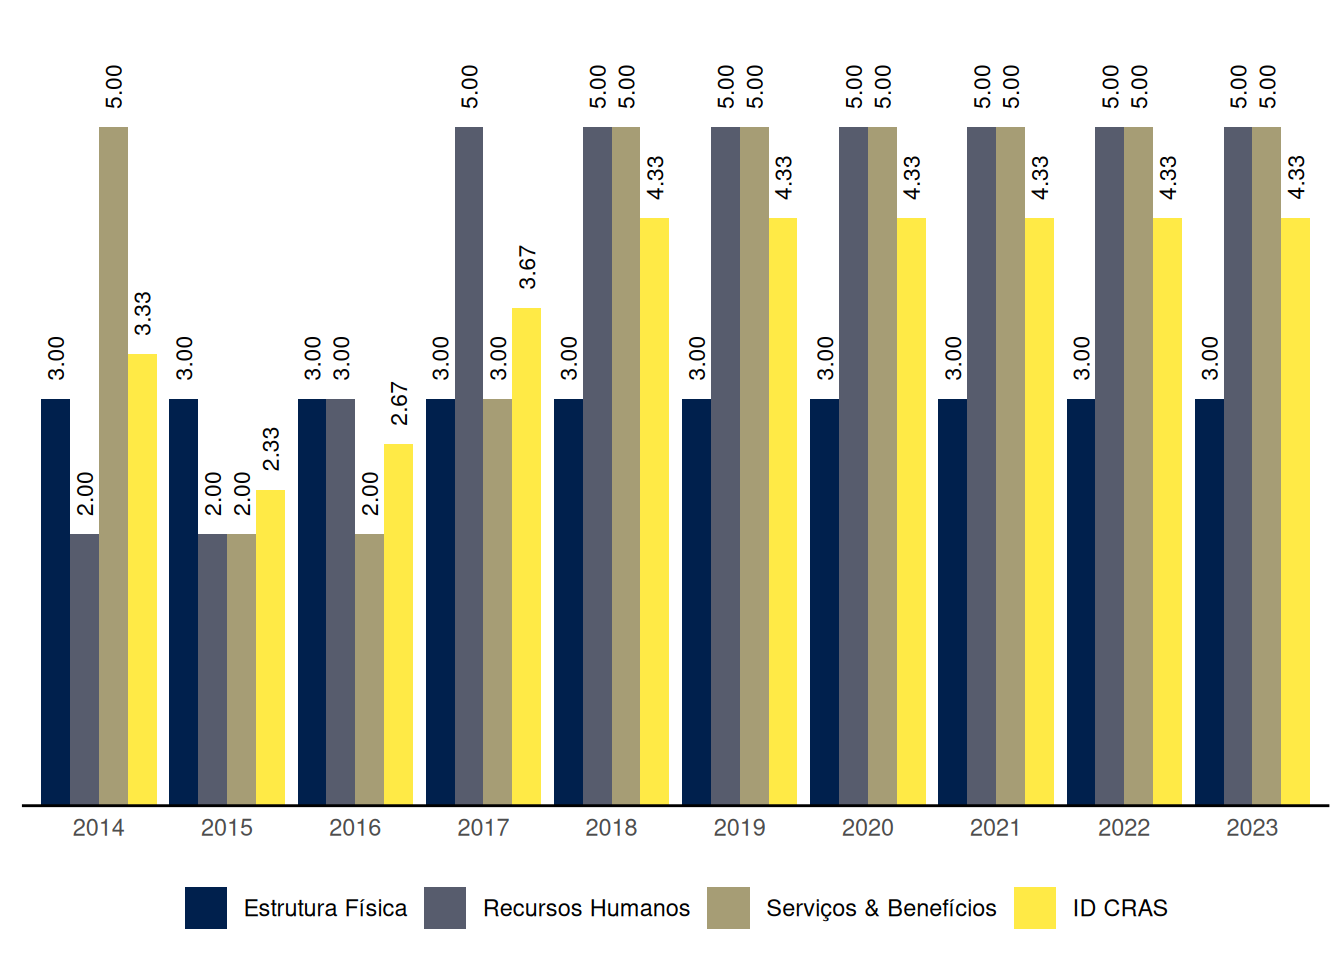 5.00 5.00 5.00 5.00 5.00 5.00 5.00 5.00 5.00 5.00 5.00 5.00 5.00 5.00
4.33 4.33 4.33 4.33 4.33 4.33
3.67
3.33
3.00 3.00 3.00 3.00 3.00 3.00 3.00 3.00 3.00 3.00 3.00 3.00
2.67
2.33
2.00 2.00 2.00 2.00
2014 2015 2016 2017 2018 2019 2020 2021 2022 2023
Estrutura Física Recursos Humanos Serviços & Benefícios ID CRAS